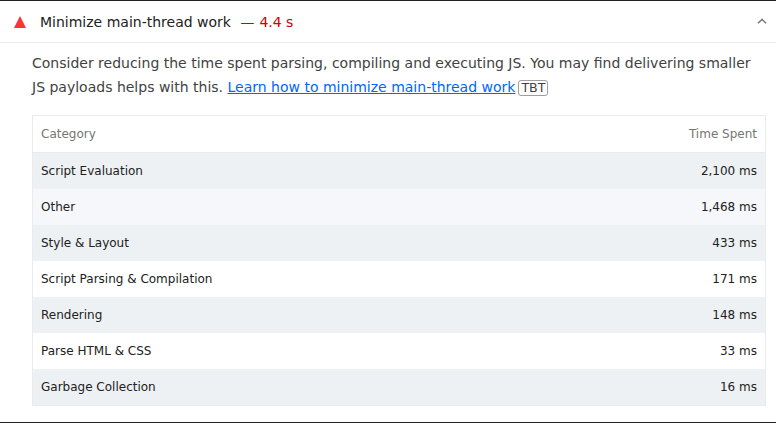 Minimize main-thread work — 4.4 s
Consider reducing the time spent parsing, compiling and executing JS. You may find delivering smaller
JS payloads helps with this. Learn how to minimize main-thread work TBT
Category Time Spent
Script Evaluation 2,100 ms
Other 1,468 ms
Style & Layout 433 ms
Script Parsing & Compilation 171 ms
Rendering 148 ms
Parse HTML & CSS 33 ms
Garbage Collection 16 ms